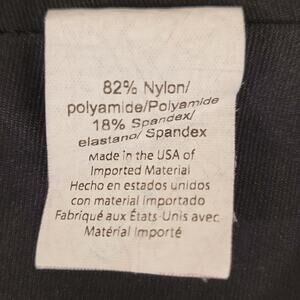 82% Nylon/
polyamide/Polyamide
18% Spandex/
elastano/ Spandex
Made in the USA of
Imported Material
Hecho en estados unidos
con material importado
Fabriqué aux États-Unis avec
Matérial Importé